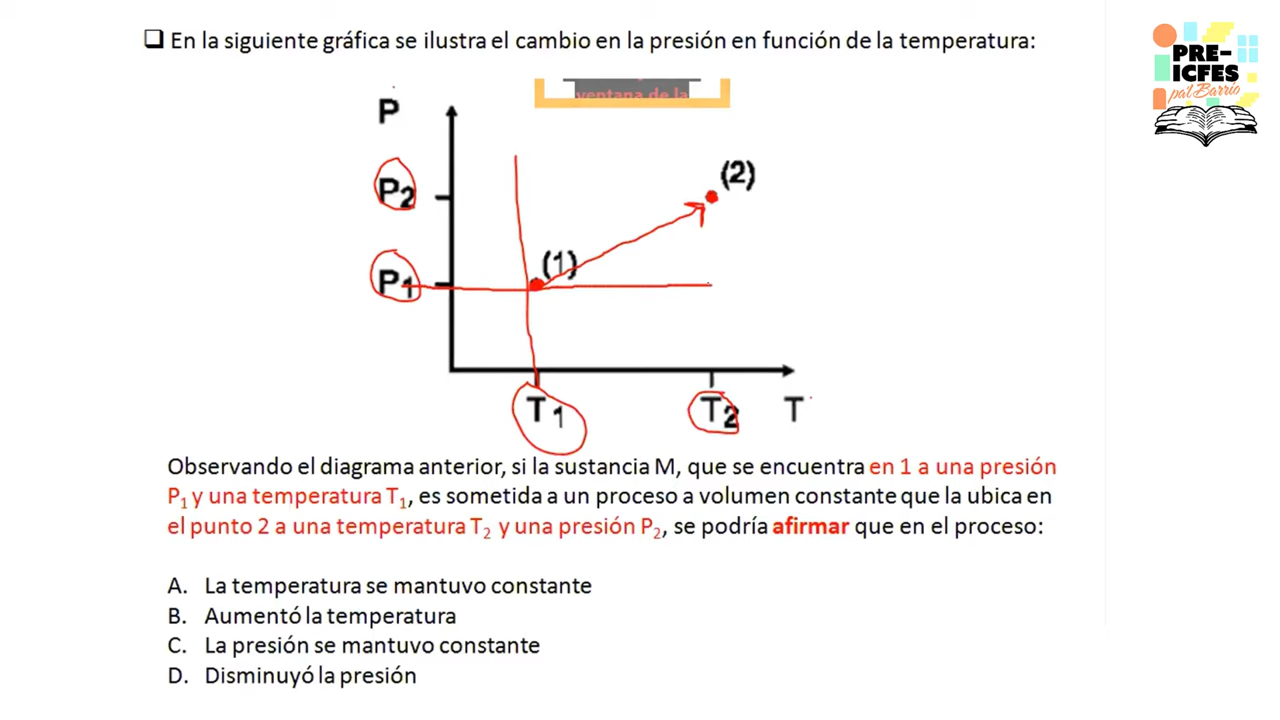 ❑ En la siguiente gráfica se ilustra el cambio en la presión en función de la temperatura:
PRE-
ICFES
pa'l Barrio
ventana de la
P
P2
(2)
P1
(1)
T1
T2
T
Observando el diagrama anterior, si la sustancia M, que se encuentra en 1 a una presión
P1 y una temperatura T1, es sometida a un proceso a volumen constante que la ubica en
el punto 2 a una temperatura T2 y una presión P2, se podría afirmar que en el proceso:
A. La temperatura se mantuvo constante
B. Aumentó la temperatura
C. La presión se mantuvo constante
D. Disminuyó la presión